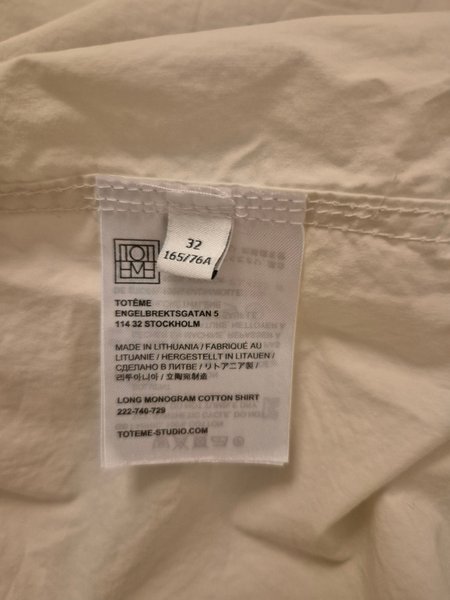 32
165/76A
TOT
EME
TOTÊME
ENGELBREKTSGATAN 5
114 32 STOCKHOLM
MADE IN LITHUANIA / FABRIQUÉ AU
LITUANIE / HERGESTELLT IN LITAUEN /
СДЕЛАНО В ЛИТВЕ / リトアニア製 /
리투아니아 / 立陶宛制造
LONG MONOGRAM COTTON SHIRT
222-740-729
TOTEME-STUDIO.COM